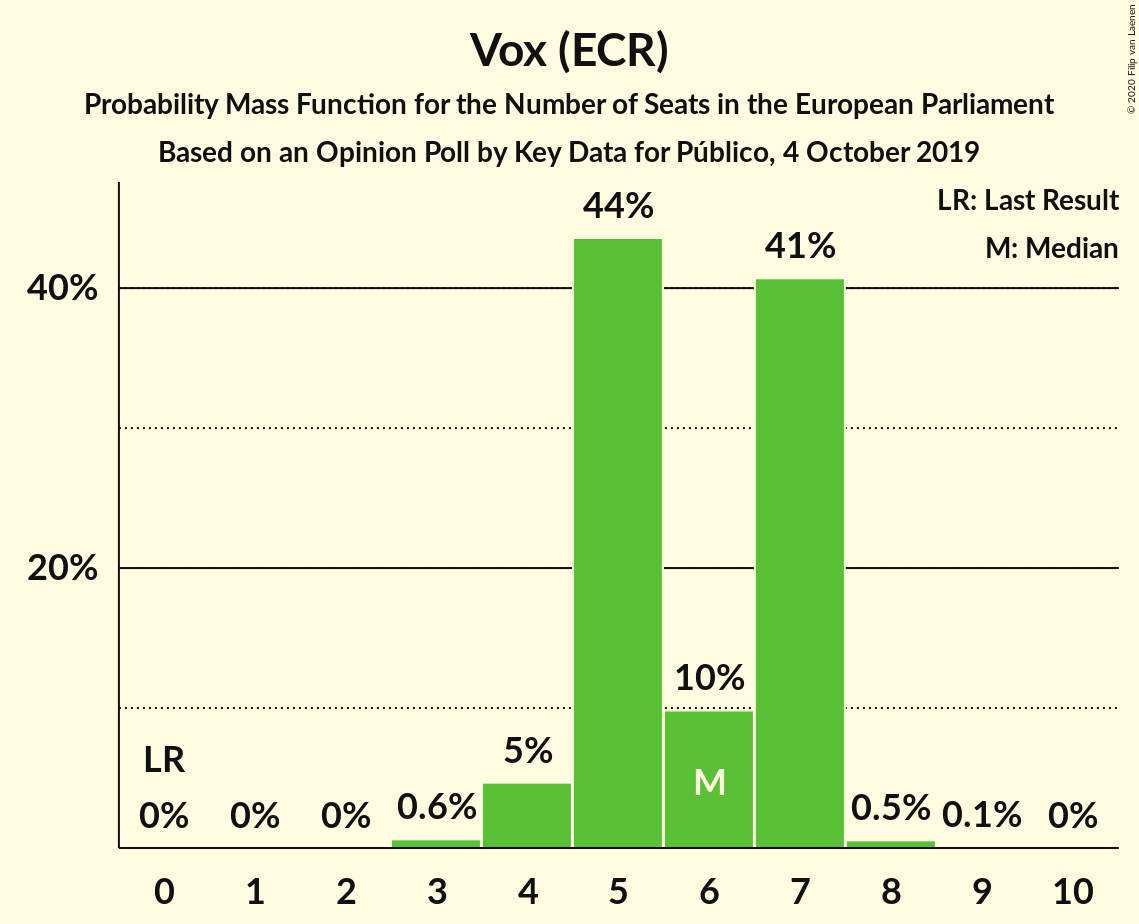 Vox (ECR)
Probability Mass Function for the Number of Seats in the European Parliament
Based on an Opinion Poll by Key Data for Público, 4 October 2019
© 2020 Filip van Laenen
LR: Last Result
M: Median
44%
41%
40%
20%
10%
5%
LR
M
0%
0%
0%
0.6%
0.5%
0.1%
0%
0 1 2 3 4 5 6 7 8 9 10